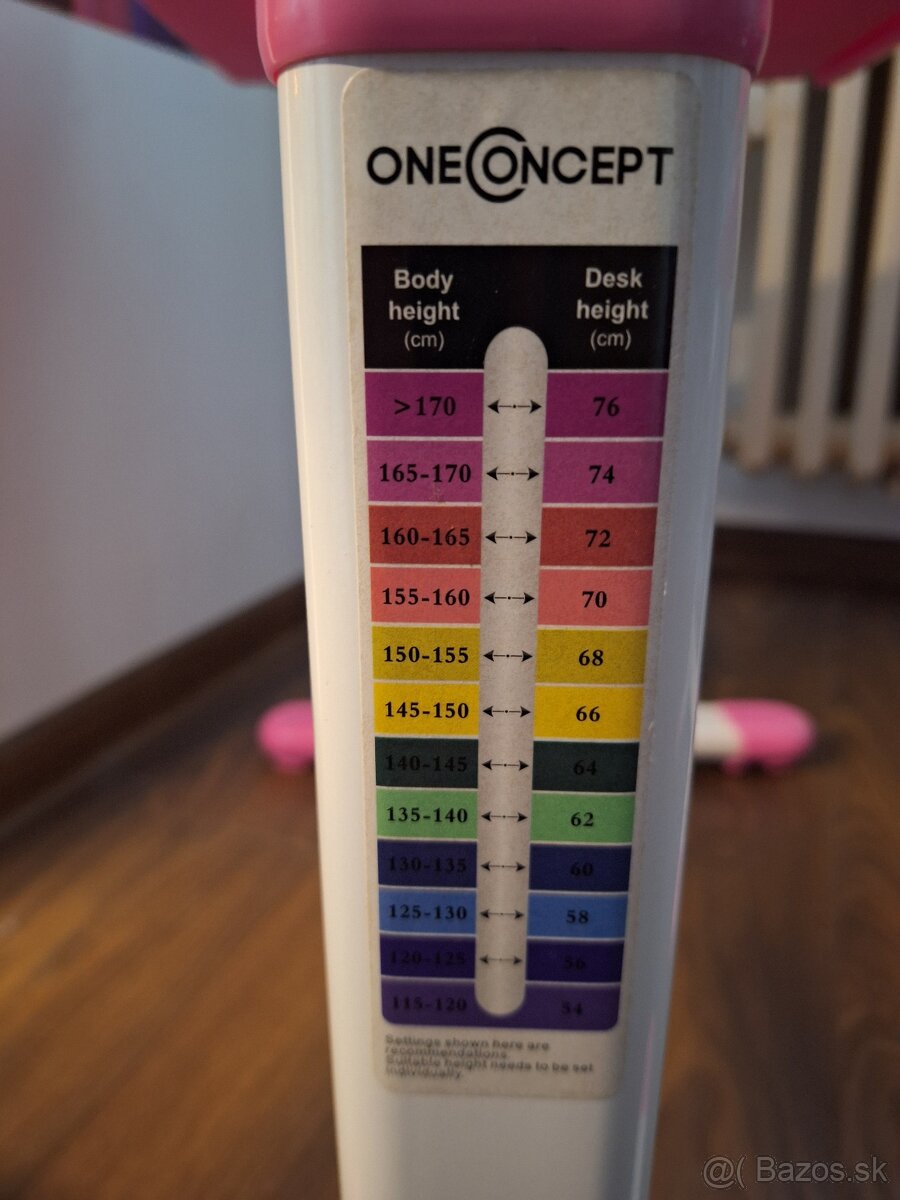 ONECONCEPT
Body height (cm) Desk height (cm)
>170 76
165-170 74
160-165 72
155-160 70
150-155 68
145-150 66
140-145 64
135-140 62
130-135 60
125-130 58
120-125 56
115-120 54
Settings shown here are
recommendations.
Suitable height needs to be set
individually.
@( Bazos.sk